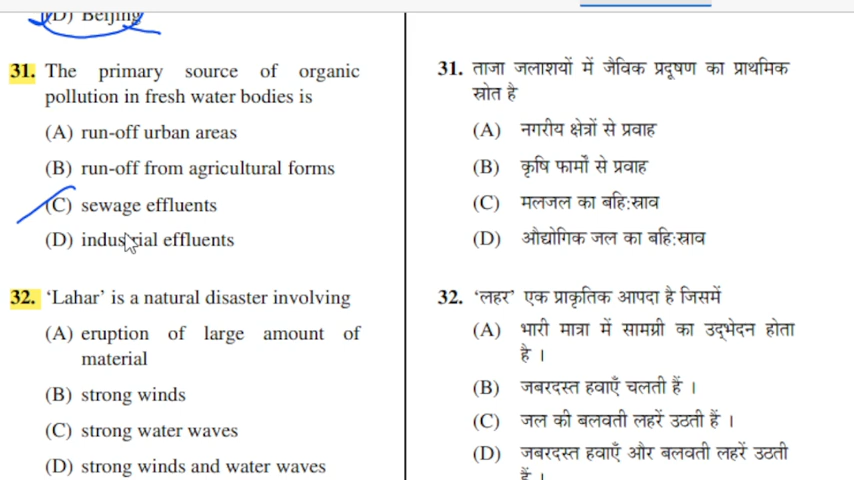 (D) Beijing
31. The primary source of organic
pollution in fresh water bodies is
(A) run-off urban areas
(B) run-off from agricultural forms
(C) sewage effluents
(D) industrial effluents
32. ‘Lahar’ is a natural disaster involving
(A) eruption of large amount of
material
(B) strong winds
(C) strong water waves
(D) strong winds and water waves
31. ताजा जलाशयों में जैविक प्रदूषण का प्राथमिक
स्रोत है
(A) नगरीय क्षेत्रों से प्रवाह
(B) कृषि फार्मों से प्रवाह
(C) मलजल का बहि:स्राव
(D) औद्योगिक जल का बहि:स्राव
32. ‘लहर’ एक प्राकृतिक आपदा है जिसमें
(A) भारी मात्रा में सामग्री का उद्भेदन होता
है ।
(B) जबरदस्त हवाएँ चलती हैं ।
(C) जल की बलवती लहरें उठती हैं ।
(D) जबरदस्त हवाएँ और बलवती लहरें उठती
हैं ।